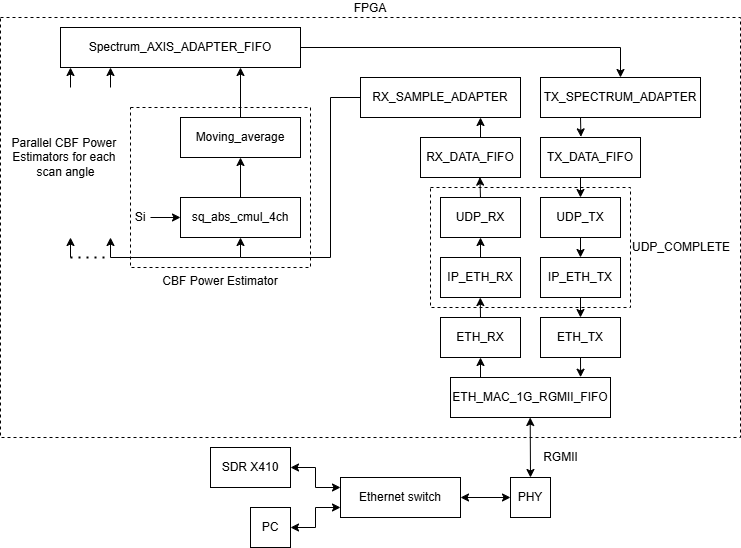 FPGA
Spectrum_AXIS_ADAPTER_FIFO
RX_SAMPLE_ADAPTER
TX_SPECTRUM_ADAPTER
Parallel CBF Power
Estimators for each
scan angle
Moving_average
RX_DATA_FIFO
TX_DATA_FIFO
Si
sq_abs_cmul_4ch
UDP_RX
UDP_TX
UDP_COMPLETE
CBF Power Estimator
IP_ETH_RX
IP_ETH_TX
ETH_RX
ETH_TX
ETH_MAC_1G_RGMII_FIFO
RGMII
SDR X410
Ethernet switch
PHY
PC